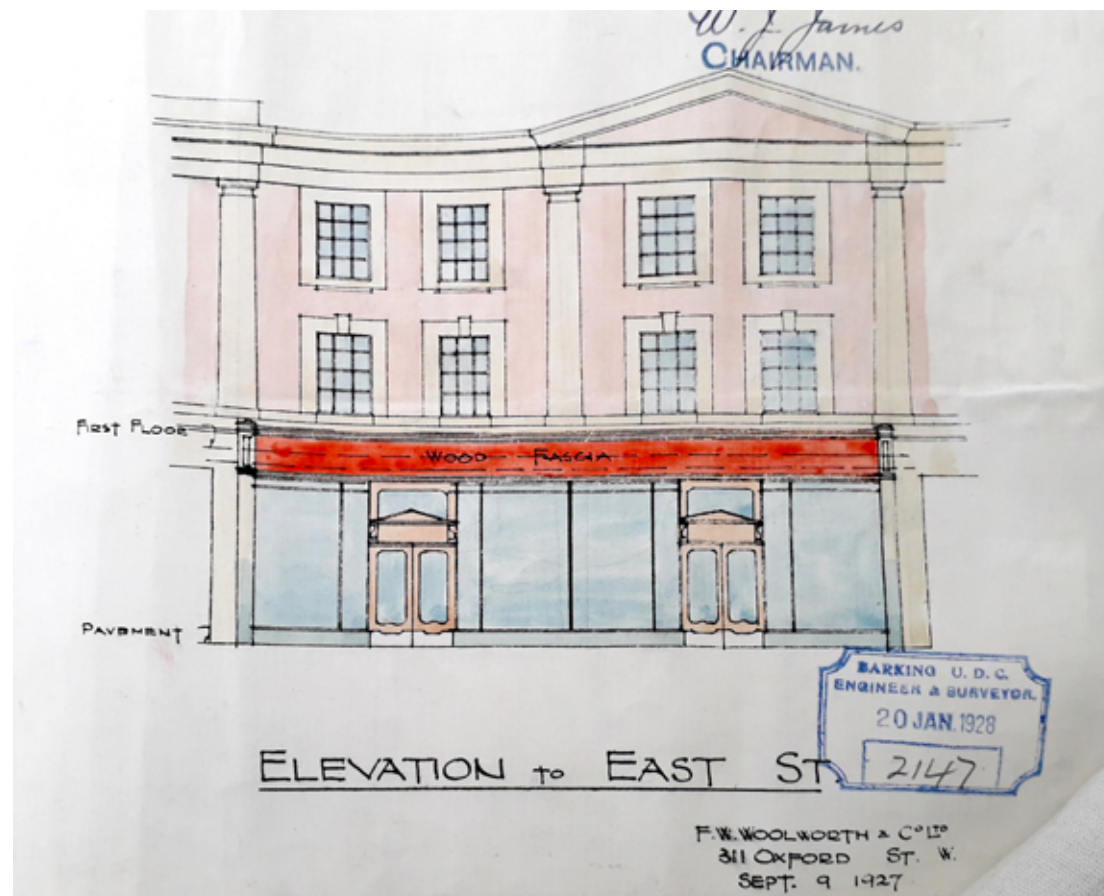 W. J. James
CHAIRMAN.
FIRST FLOOR
WOOD FASCIA
PAVEMENT
BARKING U. D. C.
ENGINEER & SURVEYOR.
20 JAN. 1928
2147
ELEVATION to EAST ST
F. W. WOOLWORTH & Cº Lᵀᴰ
311 OXFORD ST. W.
SEPT. 9 1927